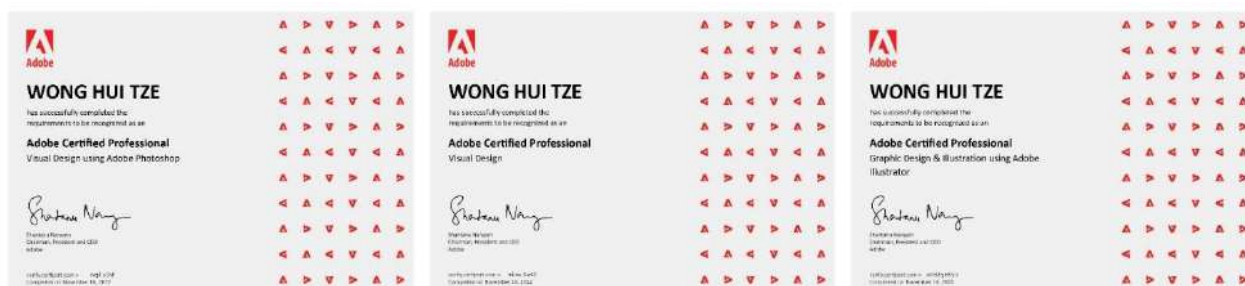 Adobe
WONG HUI TZE
has successfully completed the
requirements to be recognized as an
Adobe Certified Professional
Visual Design using Adobe Photoshop
Shantanu Narayen
Chairman, President and CEO
Adobe
Adobe
WONG HUI TZE
has successfully completed the
requirements to be recognized as an
Adobe Certified Professional
Visual Design
Shantanu Narayen
Chairman, President and CEO
Adobe
Adobe
WONG HUI TZE
has successfully completed the
requirements to be recognized as an
Adobe Certified Professional
Graphic Design & Illustration using Adobe
Illustrator
Shantanu Narayen
Chairman, President and CEO
Adobe